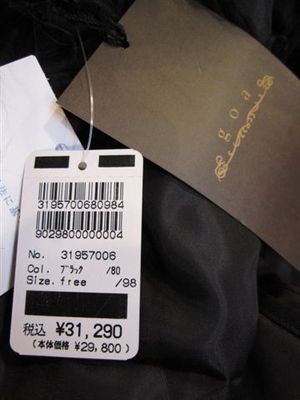 goa
3195700680984
9029800000004
No. 31957006
Col. ブラック /80
Size. free /98
税込 ¥31,290
(本体価格 ¥29,800)